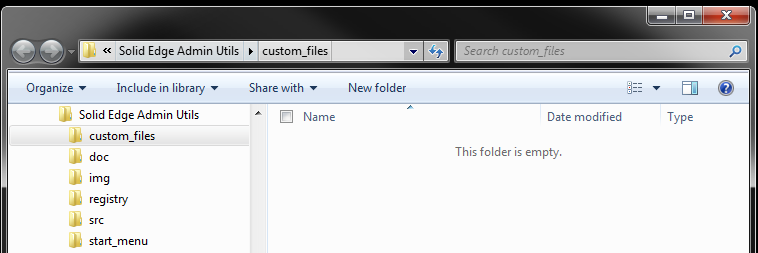 « Solid Edge Admin Utils custom_files Search custom_files
Organize Include in library Share with New folder
Solid Edge Admin Utils
custom_files
doc
img
registry
src
start_menu
Name Date modified Type
This folder is empty.